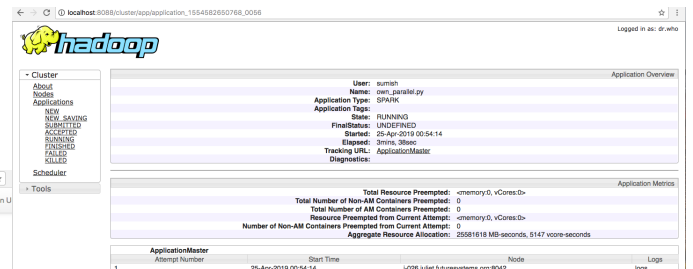 localhost:8088/cluster/app/application_1554562650768_0056
Logged in as: dr.who
hadoop
Cluster
About
Nodes
Applications
NEW
NEW_SAVING
SUBMITTED
ACCEPTED
RUNNING
FINISHED
FAILED
KILLED
Scheduler
Tools
Application Overview
User: sumish
Name: own_parallel.py
Application Type: SPARK
Application Tags:
State: RUNNING
FinalStatus: UNDEFINED
Started: 25-Apr-2019 00:54:14
Elapsed: 3mins, 38sec
Tracking URL: ApplicationMaster
Diagnostics:
Application Metrics
Total Resource Preempted: <memory:0, vCores:0>
Total Number of Non-AM Containers Preempted: 0
Total Number of AM Containers Preempted: 0
Resource Preempted from Current Attempt: <memory:0, vCores:0>
Number of Non-AM Containers Preempted from Current Attempt: 0
Aggregate Resource Allocation: 25581618 MB-seconds, 5147 vcore-seconds
ApplicationMaster
Attempt Number Start Time Node Logs
1 25-Apr-2019 00:54:14 j-026.juliet.futuresystems.org:8042 logs